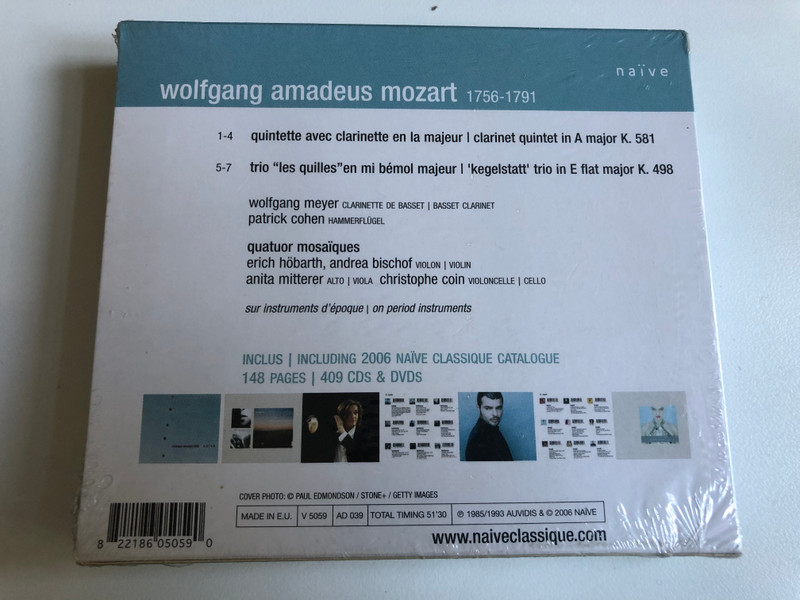 naïve
wolfgang amadeus mozart 1756-1791
1-4 quintette avec clarinette en la majeur | clarinet quintet in A major K. 581
5-7 trio “les quilles”en mi bémol majeur | 'kegelstatt' trio in E flat major K. 498
wolfgang meyer CLARINETTE DE BASSET | BASSET CLARINET
patrick cohen HAMMERFLÜGEL
quatuor mosaïques
erich höbarth, andrea bischof VIOLON | VIOLIN
anita mitterer ALTO | VIOLA christophe coin VIOLONCELLE | CELLO
sur instruments d'époque | on period instruments
INCLUS | INCLUDING 2006 NAÏVE CLASSIQUE CATALOGUE
148 PAGES | 409 CDS & DVDS
COVER PHOTO: © PAUL EDMONDSON / STONE+ / GETTY IMAGES
MADE IN E.U. V 5059 AD 039 TOTAL TIMING 51'30 ℗ 1985/1993 AUVIDIS & © 2006 NAÏVE
8 22186 05059 0
www.naiveclassique.com